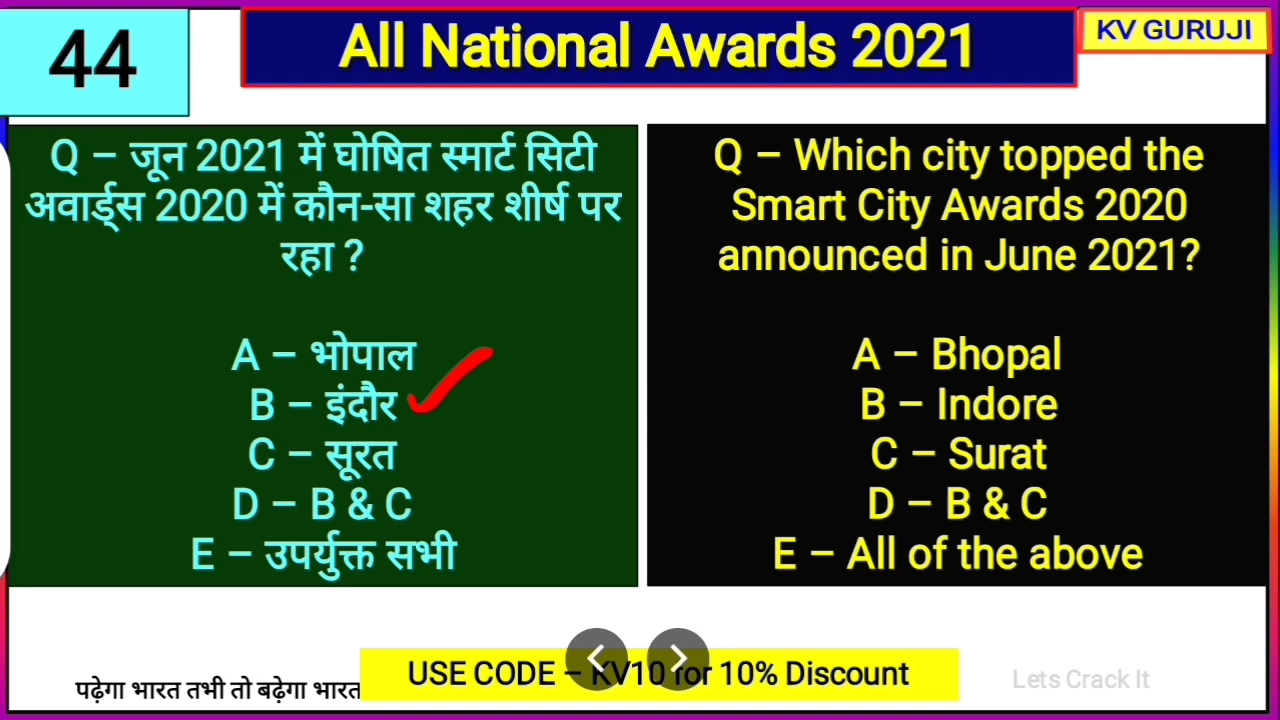 44
All National Awards 2021
KV GURUJI
Q – जून 2021 में घोषित स्मार्ट सिटी
अवार्ड्स 2020 में कौन-सा शहर शीर्ष पर
रहा ?
A – भोपाल
B – इंदौर
C – सूरत
D – B & C
E – उपर्युक्त सभी
Q – Which city topped the
Smart City Awards 2020
announced in June 2021?
A – Bhopal
B – Indore
C – Surat
D – B & C
E – All of the above
पढ़ेगा भारत तभी तो बढ़ेगा भारत
USE CODE – KV10 for 10% Discount
Lets Crack It